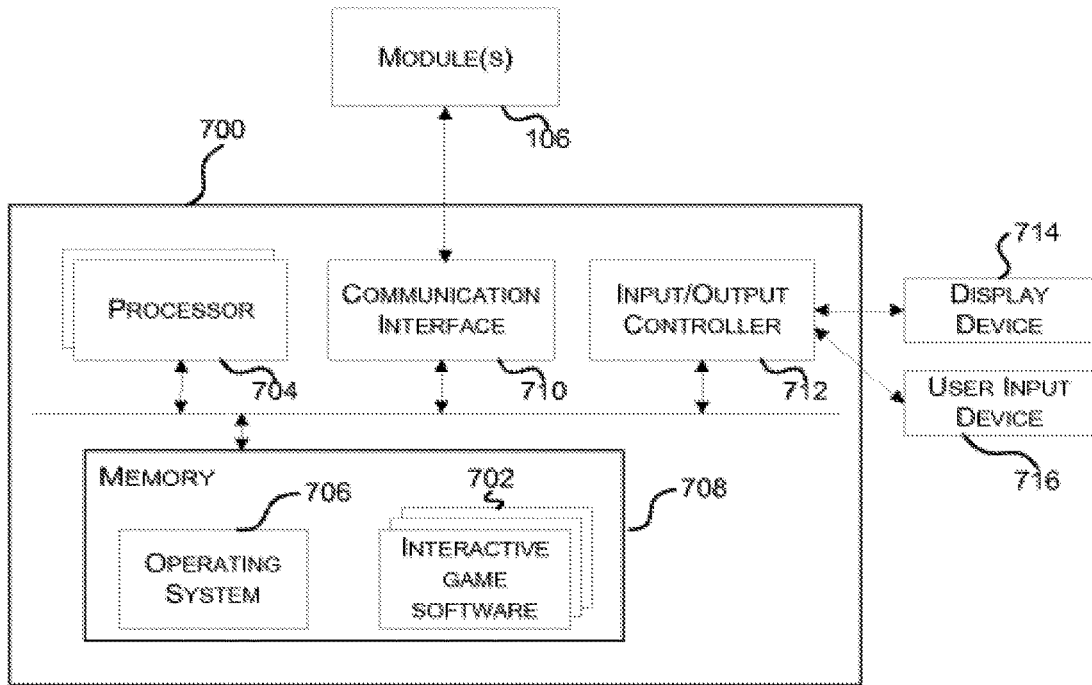 MODULE(S)
106
700
PROCESSOR
704
COMMUNICATION
INTERFACE
710
INPUT/OUTPUT
CONTROLLER
712
714
DISPLAY
DEVICE
USER INPUT
DEVICE
716
MEMORY
706
OPERATING
SYSTEM
702
INTERACTIVE
GAME
SOFTWARE
708